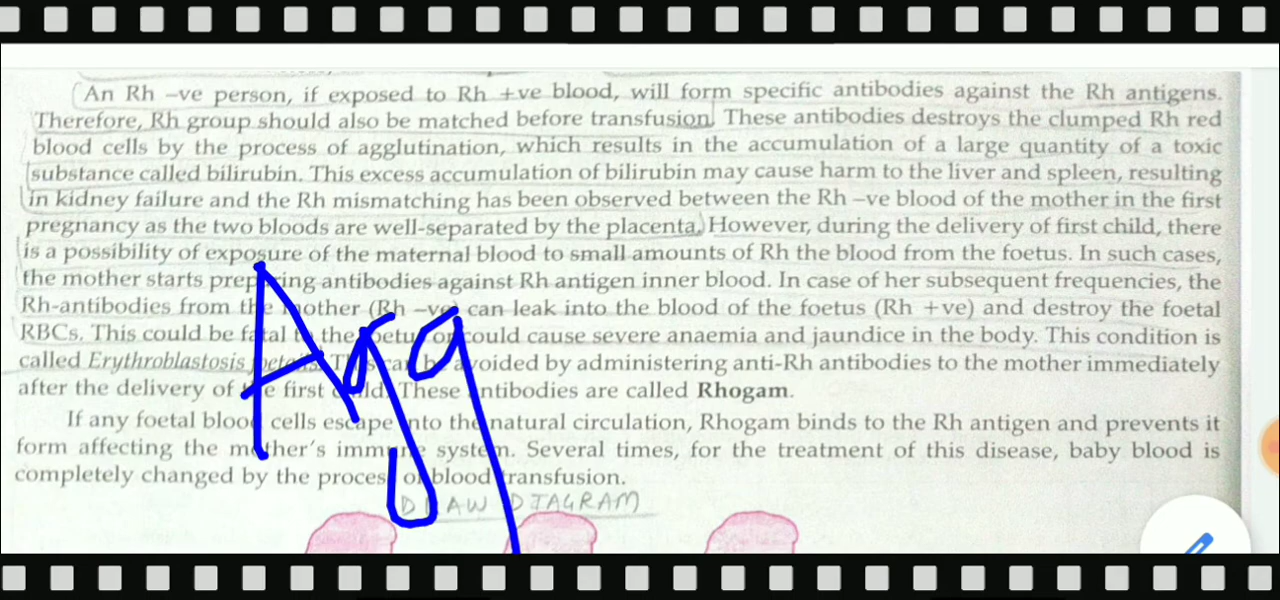 An Rh –ve person, if exposed to Rh +ve blood, will form specific antibodies against the Rh antigens.
Therefore, Rh group should also be matched before transfusion. These antibodies destroys the clumped Rh red
blood cells by the process of agglutination, which results in the accumulation of a large quantity of a toxic
substance called bilirubin. This excess accumulation of bilirubin may cause harm to the liver and spleen, resulting
in kidney failure and the Rh mismatching has been observed between the Rh –ve blood of the mother in the first
pregnancy as the two bloods are well-separated by the placenta. However, during the delivery of first child, there
is a possibility of exposure of the maternal blood to small amounts of Rh the blood from the foetus. In such cases,
the mother starts preparing antibodies against Rh antigen inner blood. In case of her subsequent frequencies, the
Rh-antibodies from the mother (Rh –ve) can leak into the blood of the foetus (Rh +ve) and destroy the foetal
RBCs. This could be fatal to the foetus or could cause severe anaemia and jaundice in the body. This condition is
called Erythroblastosis This can be avoided by administering anti-Rh antibodies to the mother immediately
after the delivery of the first child. These antibodies are called Rhogam.
If any foetal blood cells escape into the natural circulation, Rhogam binds to the Rh antigen and prevents it
form affecting the mother's immune system. Several times, for the treatment of this disease, baby blood is
completely changed by the process of blood transfusion.
DRAW DIAGRAM